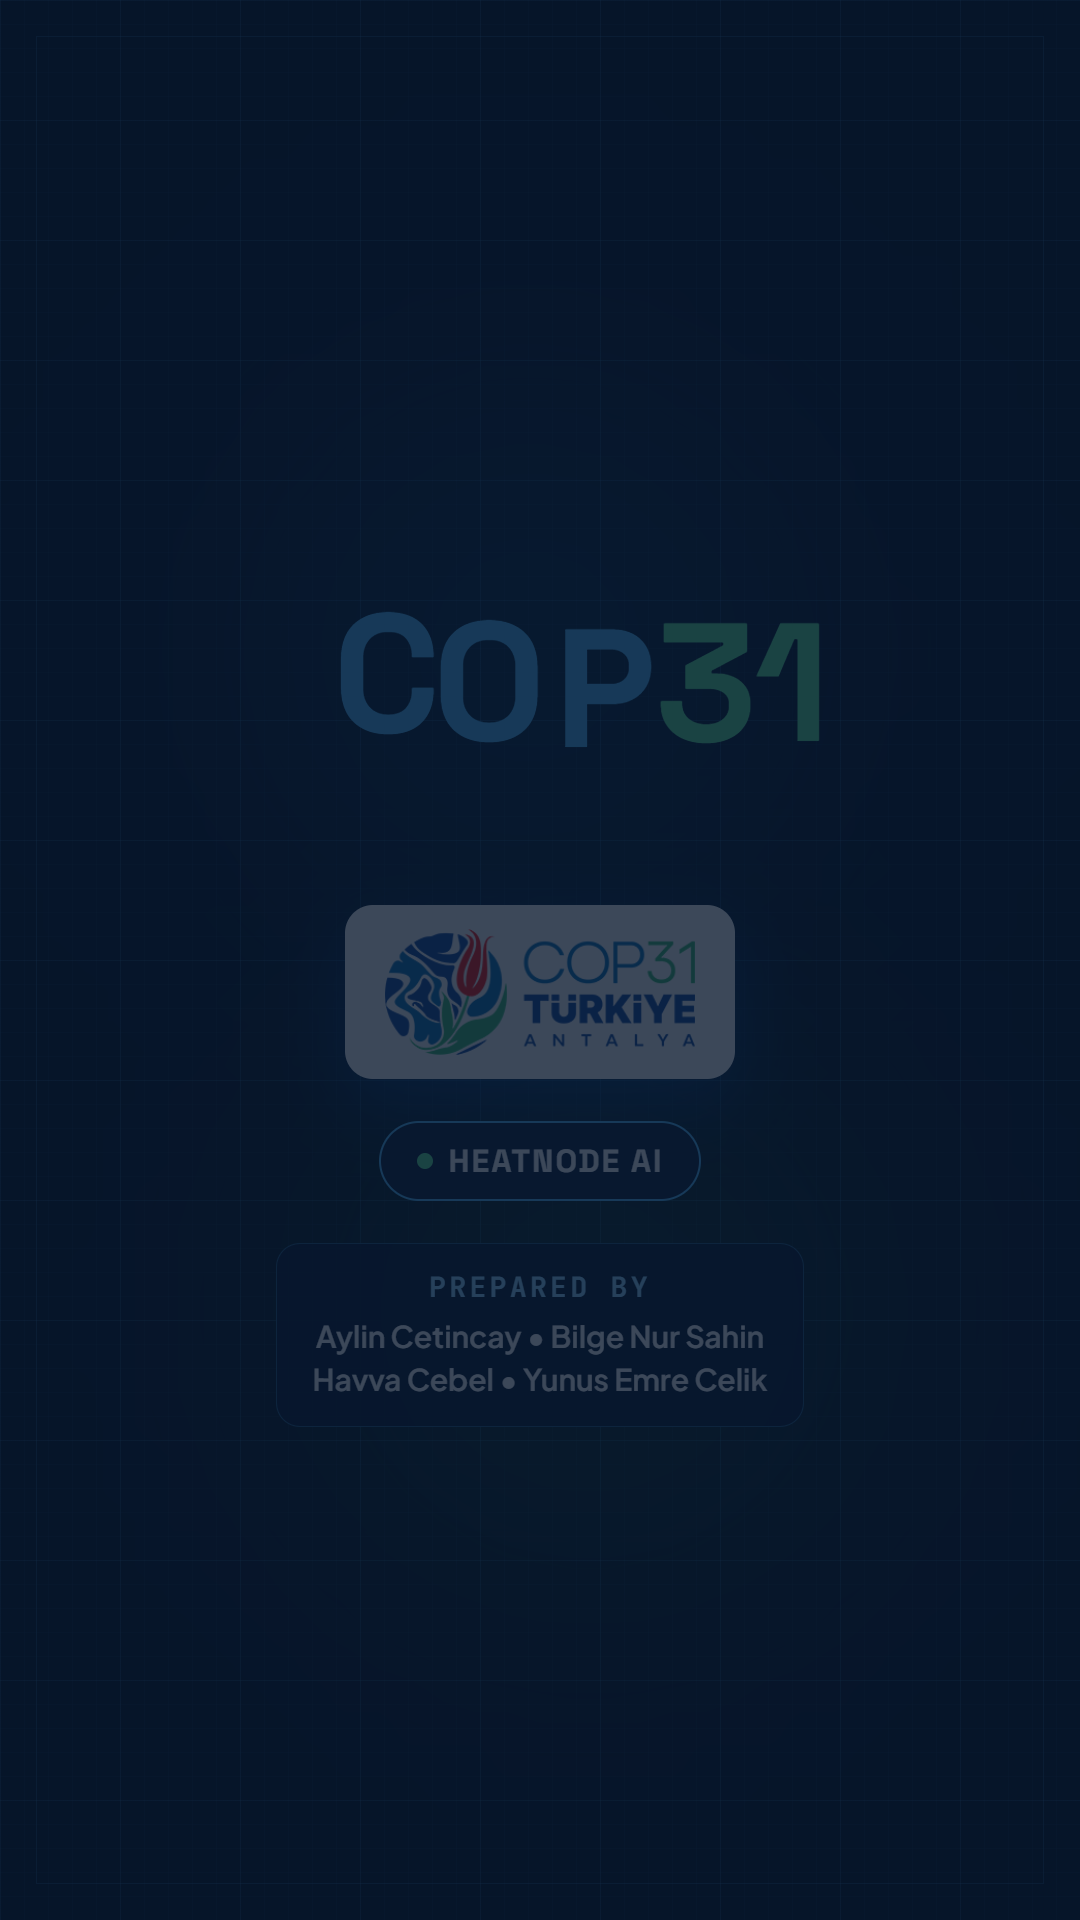 COP31
COP31
TÜRKİYE
ANTALYA
HEATNODE AI
PREPARED BY
Aylin Cetincay • Bilge Nur Sahin
Havva Cebel • Yunus Emre Celik